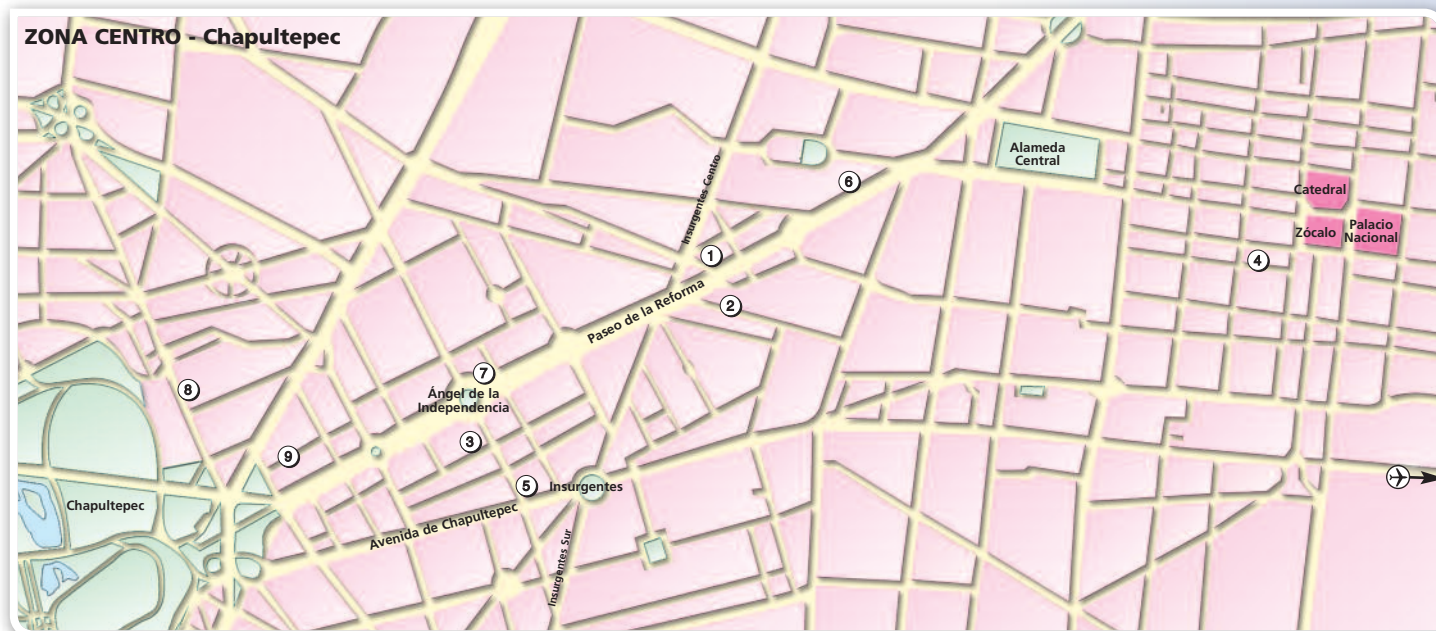 ZONA CENTRO - Chapultepec
Alameda
Central
Insurgentes Centro
6
Catedral
Zócalo
Palacio
Nacional
1
4
Paseo de la Reforma
2
7
8
Ángel de la
Independencia
3
9
5
Insurgentes
Chapultepec
Avenida de Chapultepec
Insurgentes Sur